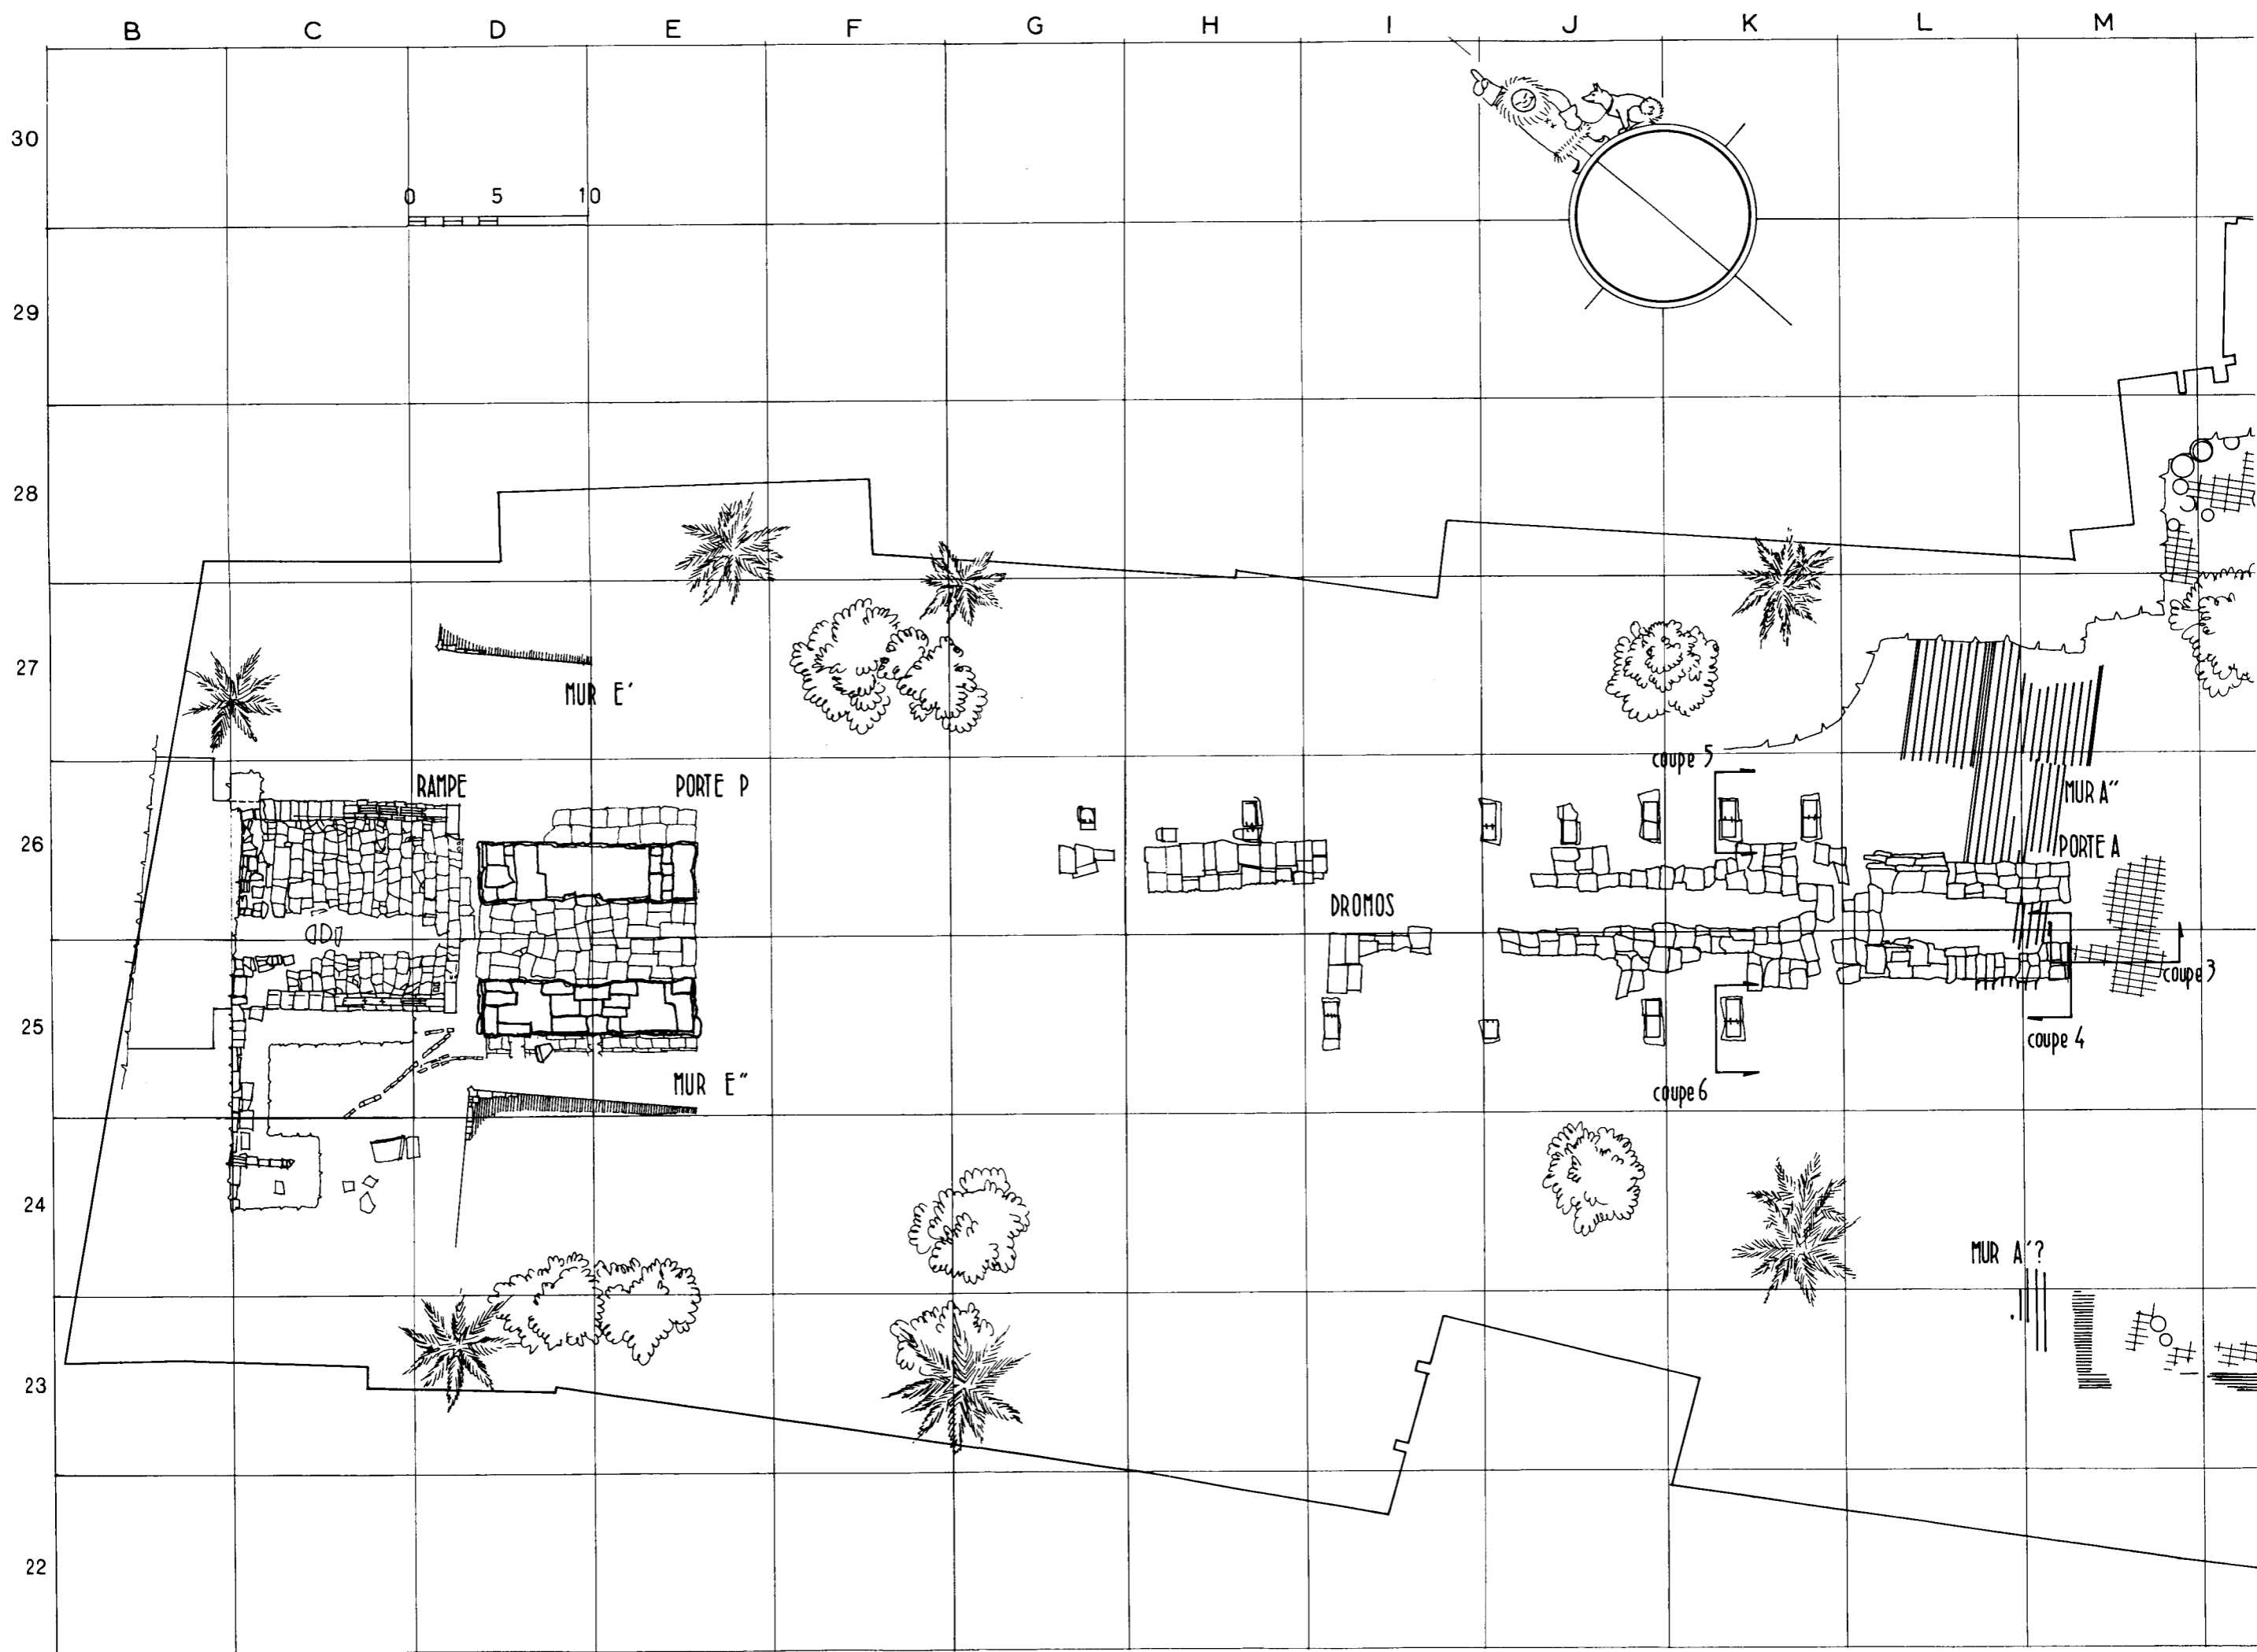 B C D E F G H I J K L M
30
0 5 10
29
28
27
MUR E'
26
coupe 5
RAMPE
PORTE P
MUR A"
PORTE A
DROMOS
25
coupe 3
coupe 4
MUR E"
coupe 6
24
MUR A'?
23
22